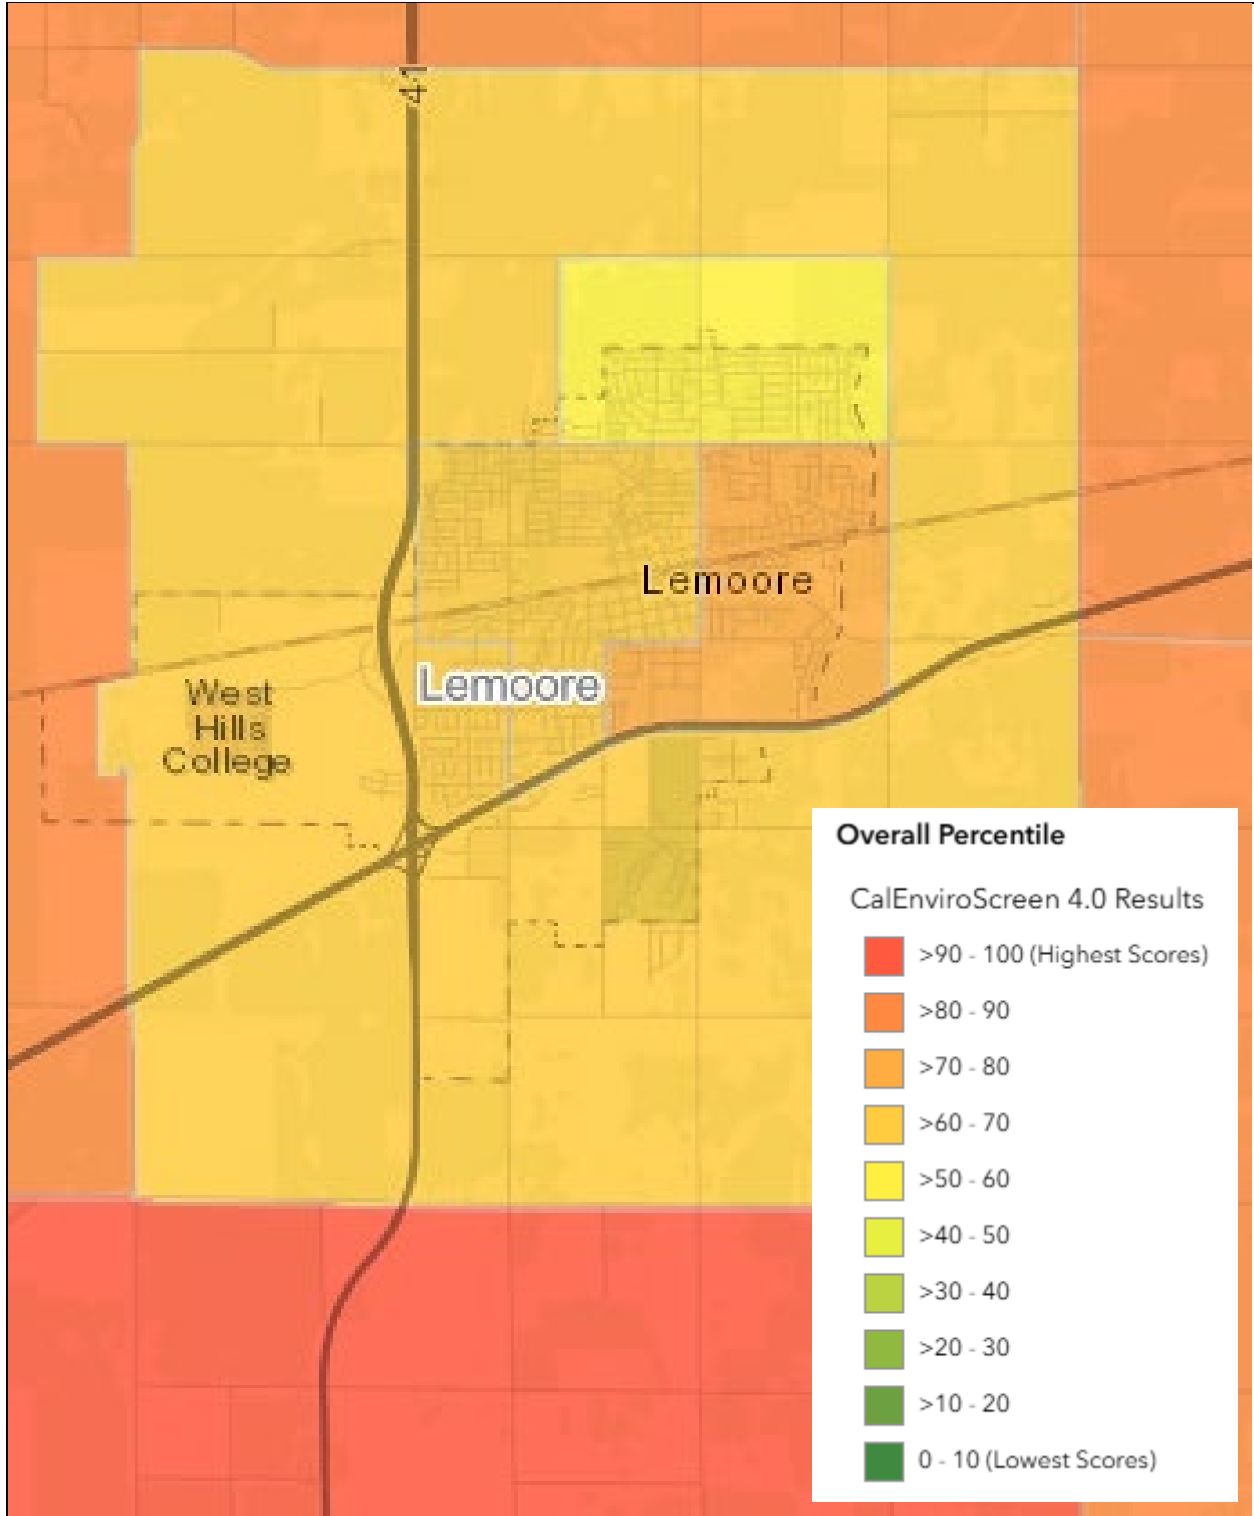 41
Lemoore
Lemoore
West
Hills
College
Overall Percentile
CalEnviroScreen 4.0 Results
>90 - 100 (Highest Scores)
>80 - 90
>70 - 80
>60 - 70
>50 - 60
>40 - 50
>30 - 40
>20 - 30
>10 - 20
0 - 10 (Lowest Scores)